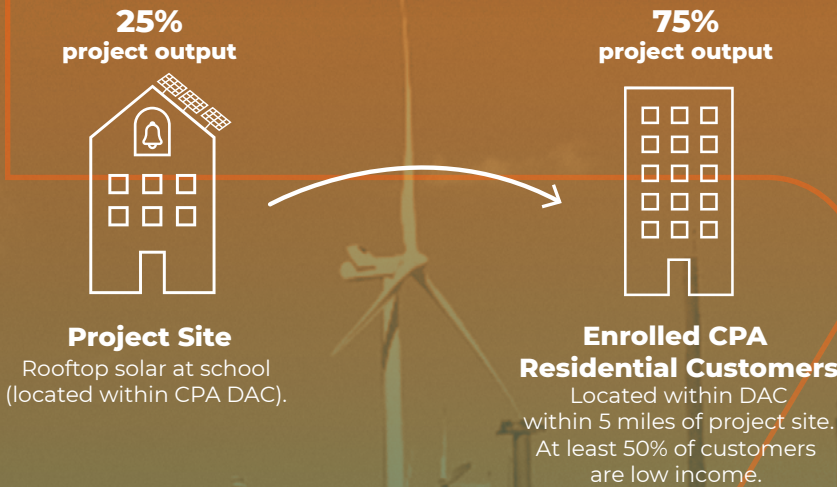 25%
project output
75%
project output
Project Site
Rooftop solar at school
(located within CPA DAC).
Enrolled CPA
Residential Customers
Located within DAC
within 5 miles of project site.
At least 50% of customers
are low income.